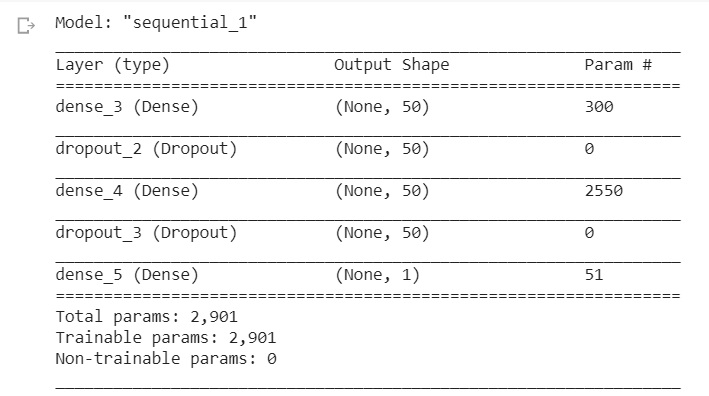 Model: "sequential_1"
Layer (type) Output Shape Param #
dense_3 (Dense) (None, 50) 300
dropout_2 (Dropout) (None, 50) 0
dense_4 (Dense) (None, 50) 2550
dropout_3 (Dropout) (None, 50) 0
dense_5 (Dense) (None, 1) 51
Total params: 2,901
Trainable params: 2,901
Non-trainable params: 0